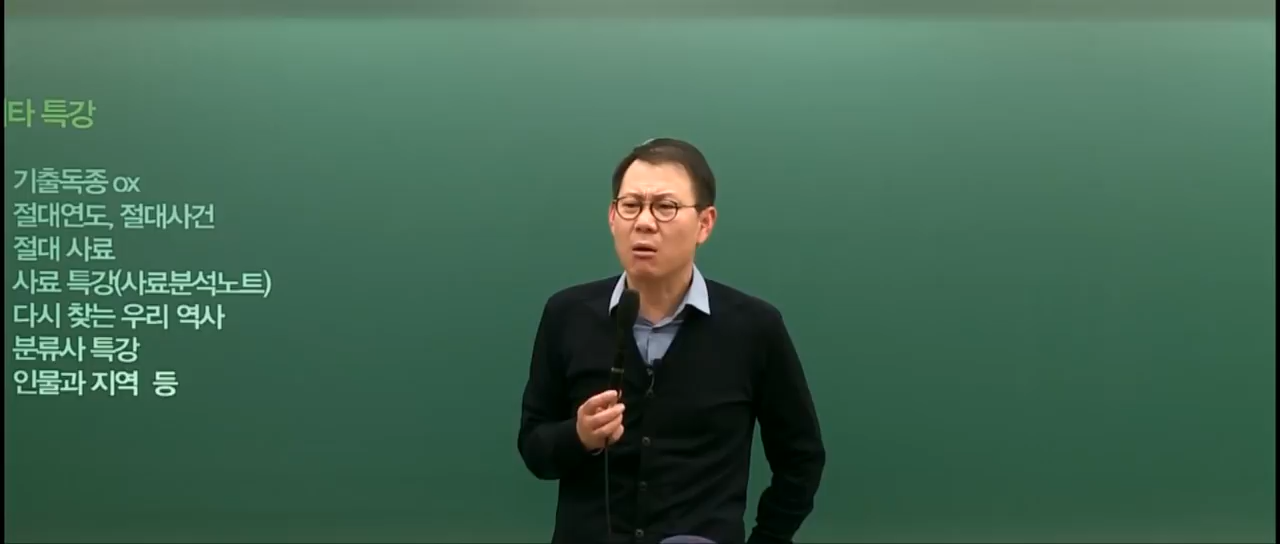 타 특강
기출독종 ox
절대연도, 절대사건
절대 사료
사료 특강(사료분석노트)
다시 찾는 우리 역사
분류사 특강
인물과 지역 등